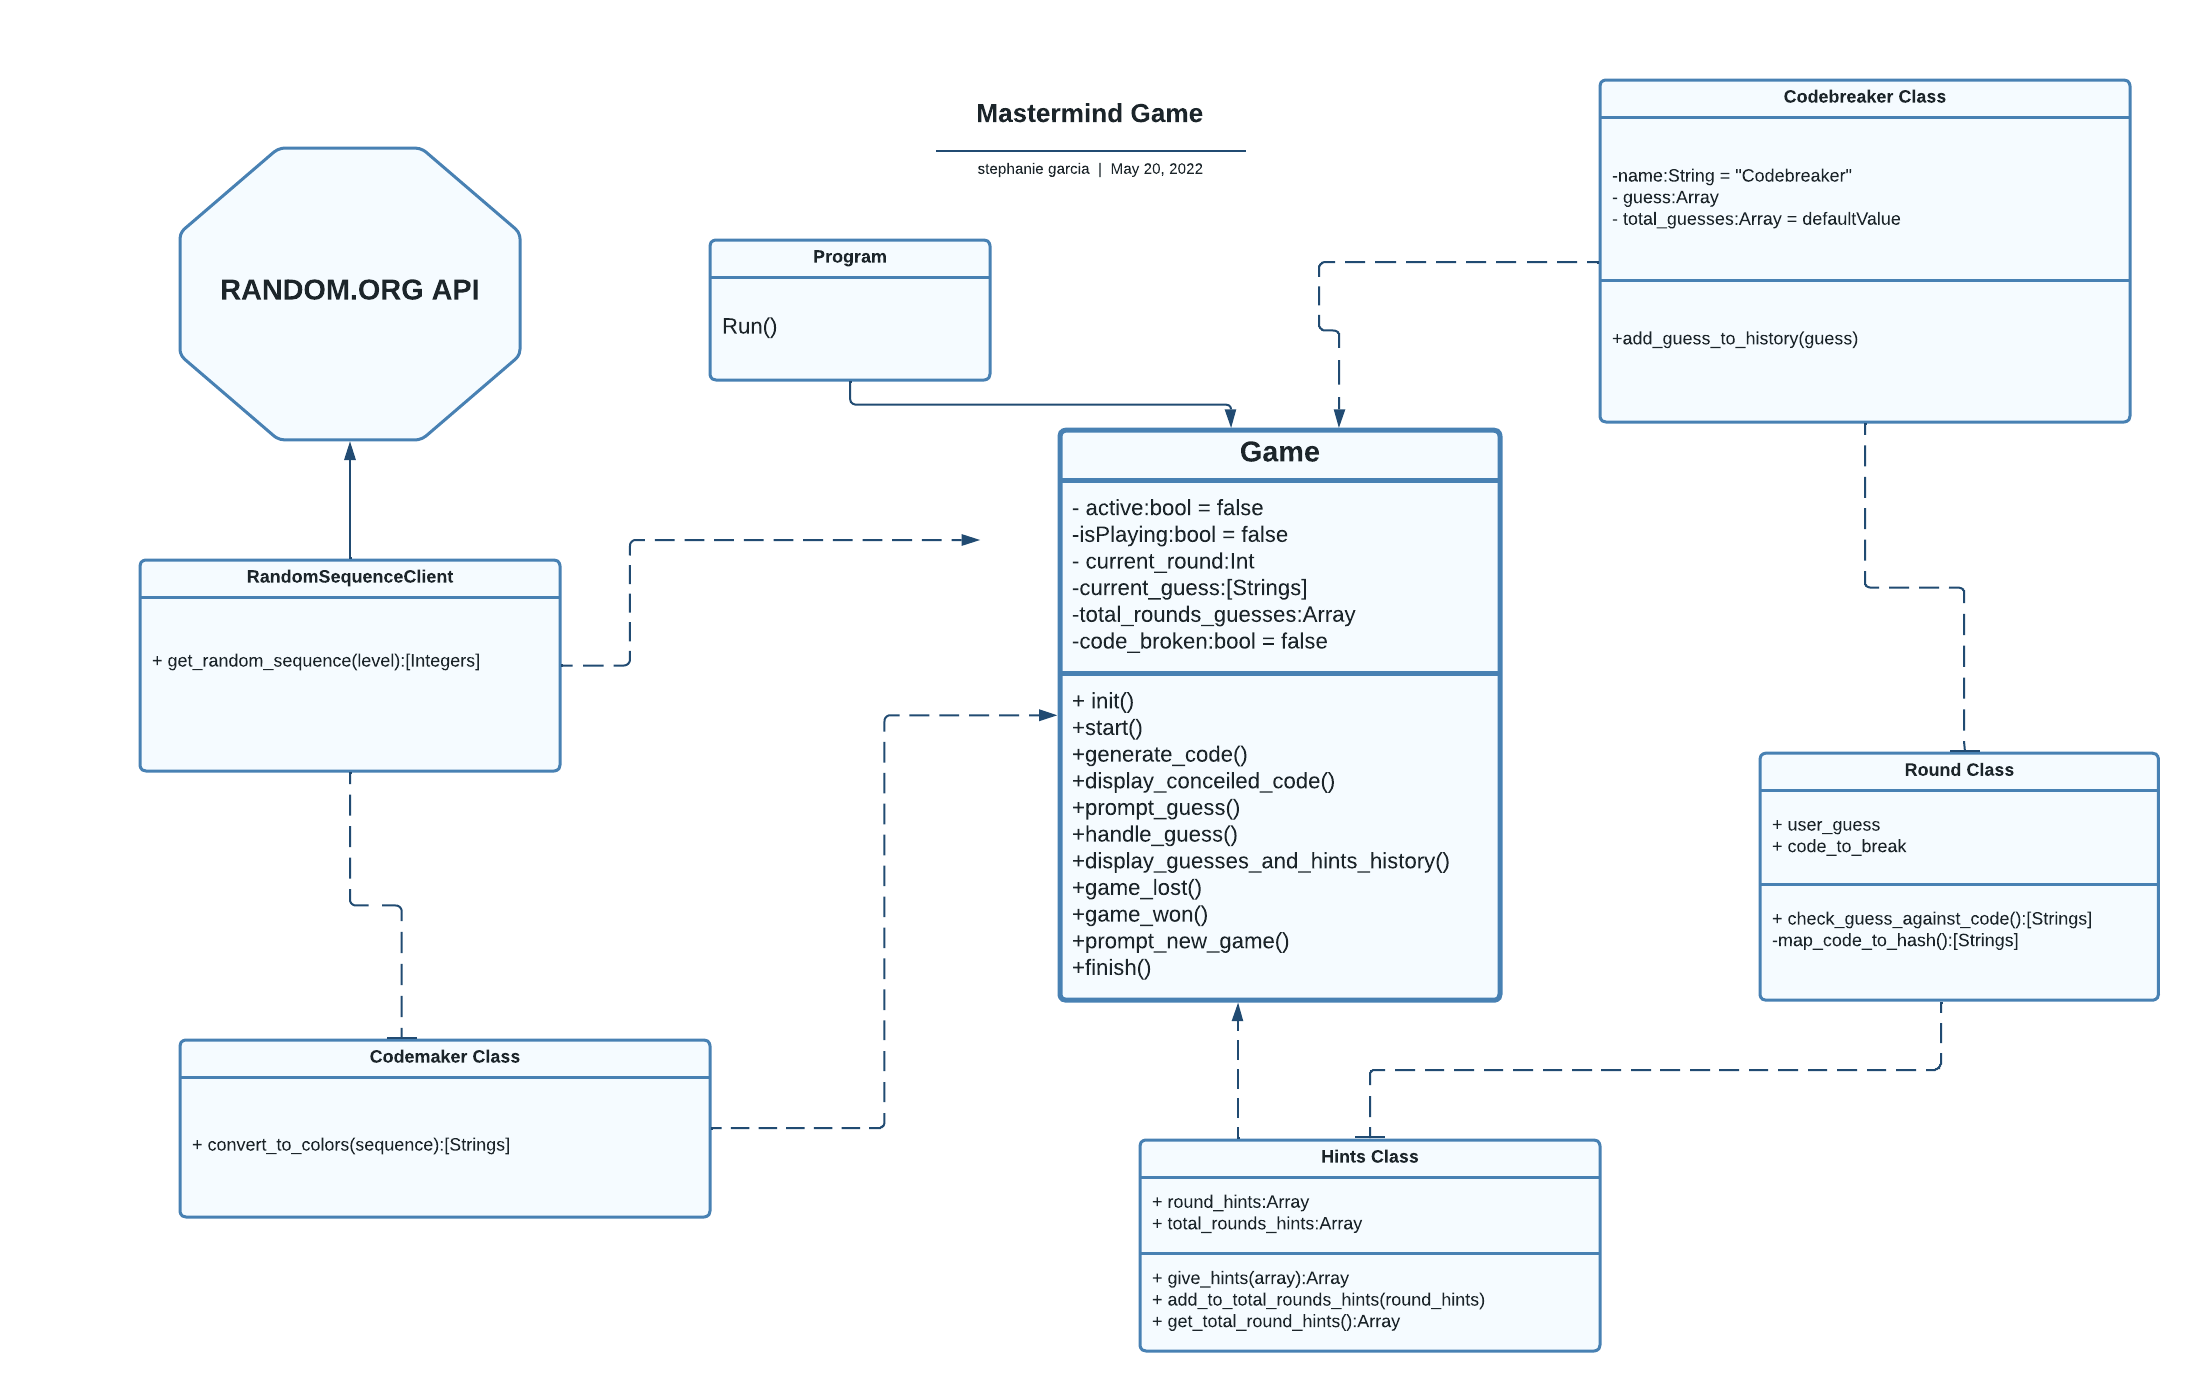 Mastermind Game
stephanie garcia | May 20, 2022
RANDOM.ORG API
Program
Run()
Codebreaker Class
-name:String = "Codebreaker"
- guess:Array
- total_guesses:Array = defaultValue
+add_guess_to_history(guess)
Game
- active:bool = false
-isPlaying:bool = false
- current_round:Int
-current_guess:[Strings]
-total_rounds_guesses:Array
-code_broken:bool = false
+ init()
+start()
+generate_code()
+display_conceiled_code()
+prompt_guess()
+handle_guess()
+display_guesses_and_hints_history()
+game_lost()
+game_won()
+prompt_new_game()
+finish()
RandomSequenceClient
+ get_random_sequence(level):[Integers]
Round Class
+ user_guess
+ code_to_break
+ check_guess_against_code():[Strings]
-map_code_to_hash():[Strings]
Codemaker Class
+ convert_to_colors(sequence):[Strings]
Hints Class
+ round_hints:Array
+ total_rounds_hints:Array
+ give_hints(array):Array
+ add_to_total_rounds_hints(round_hints)
+ get_total_round_hints():Array